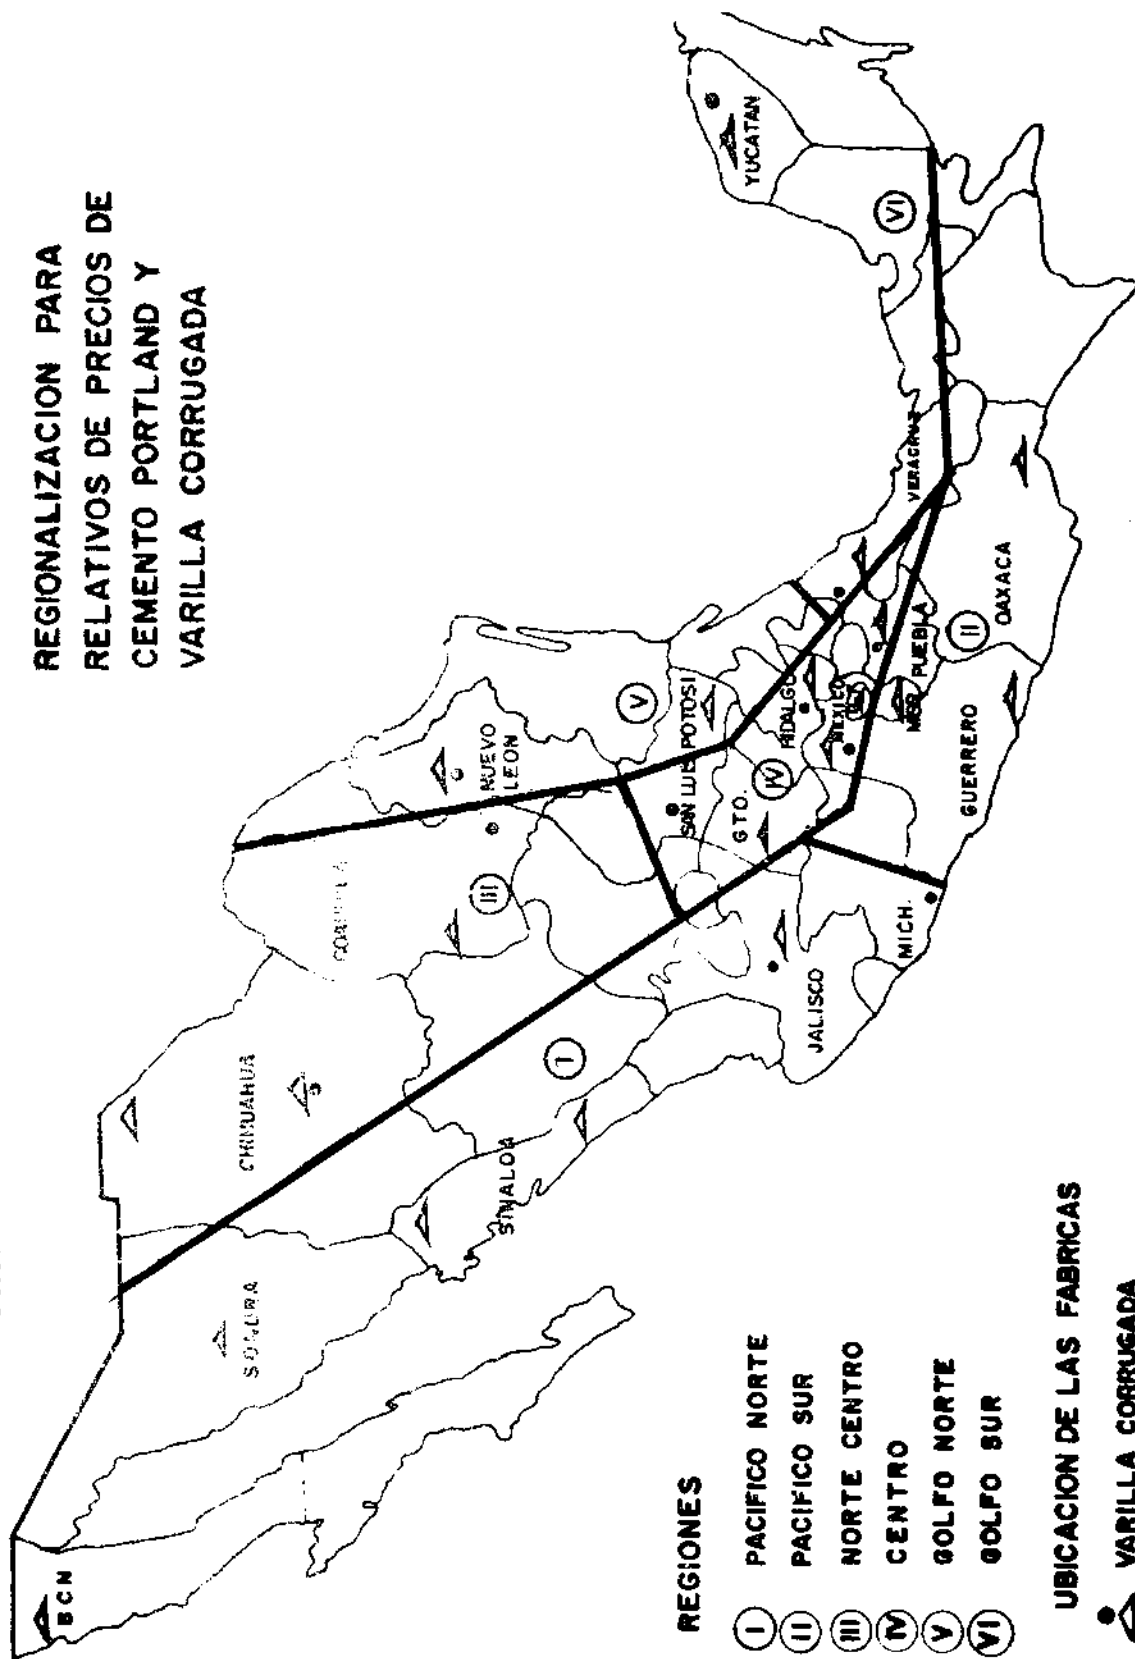 REGIONALIZACION PARA
RELATIVOS DE PRECIOS DE
CEMENTO PORTLAND Y
VARILLA CORRUGADA
BCN
SONORA
CHIHUAHUA
COAHUILA
NUEVO
LEON
SINALOA
SAN LUIS POTOSI
GTO.
HIDALGO
MEXICO
JALISCO
MICH.
GUERRERO
MOR
PUEBLA
OAXACA
VERACRUZ
YUCATAN
I
II
III
IV
V
VI
REGIONES
I PACIFICO NORTE
II PACIFICO SUR
III NORTE CENTRO
IV CENTRO
V GOLFO NORTE
VI GOLFO SUR
UBICACION DE LAS FABRICAS
VARILLA CORRUGADA